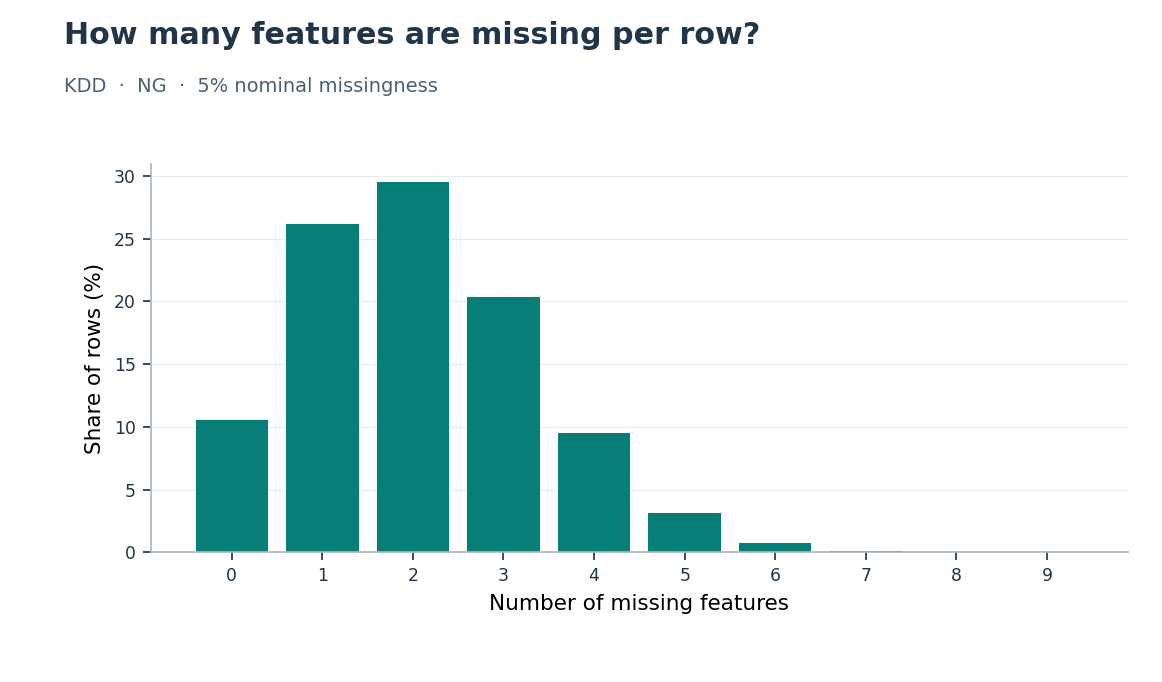 How many features are missing per row?
KDD · NG · 5% nominal missingness
30
25
20
15
10
5
0
Share of rows (%)
0 1 2 3 4 5 6 7 8 9
Number of missing features